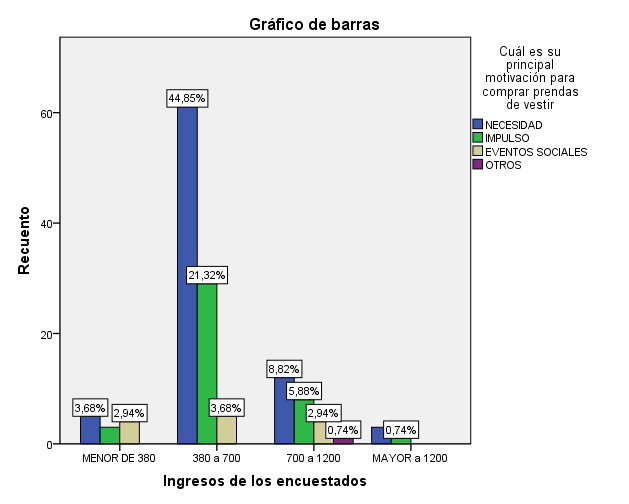 Gráfico de barras
Cuál es su
principal
motivación para
comprar prendas
de vestir
NECESIDAD
IMPULSO
EVENTOS SOCIALES
OTROS
Recuento
60
40
20
0
44,85%
21,32%
3,68%
3,68%
2,94%
8,82%
5,88%
2,94%
0,74%
0,74%
MENOR DE 380
380 a 700
700 a 1200
MAYOR a 1200
Ingresos de los encuestados